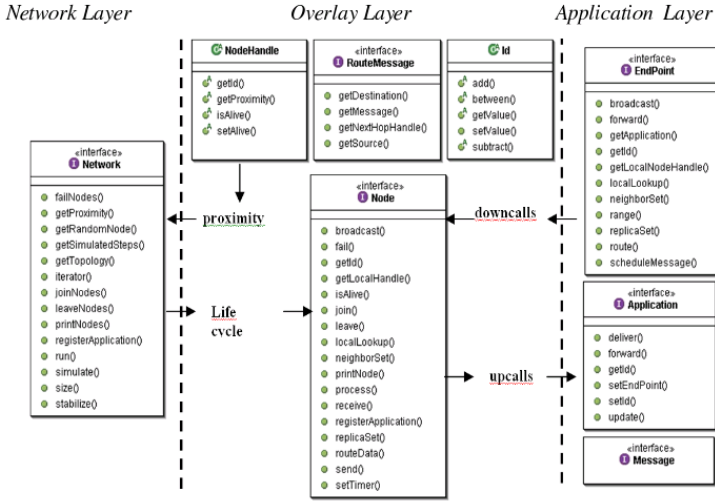 Network Layer
Overlay Layer
Application Layer
NodeHandle
getId()
getProximity()
isAlive()
setAlive()
«interface»
RouteMessage
getDestination()
getMessage()
getNextHopHandle()
getSource()
Id
add()
between()
getValue()
setValue()
subtract()
«interface»
EndPoint
broadcast()
forward()
getApplication()
getId()
getLocalNodeHandle()
localLookup()
neighborSet()
range()
replicaSet()
route()
scheduleMessage()
«interface»
Network
failNodes()
getProximity()
getRandomNode()
getSimulatedSteps()
getTopology()
iterator()
joinNodes()
leaveNodes()
printNodes()
registerApplication()
run()
simulate()
size()
stabilize()
proximity
Life
cycle
«interface»
Node
broadcast()
fail()
getId()
getLocalHandle()
isAlive()
join()
leave()
localLookup()
neighborSet()
printNode()
process()
receive()
registerApplication()
replicaSet()
routeData()
send()
setTimer()
downcalls
upcalls
«interface»
Application
deliver()
forward()
getId()
setEndPoint()
setId()
update()
«interface»
Message